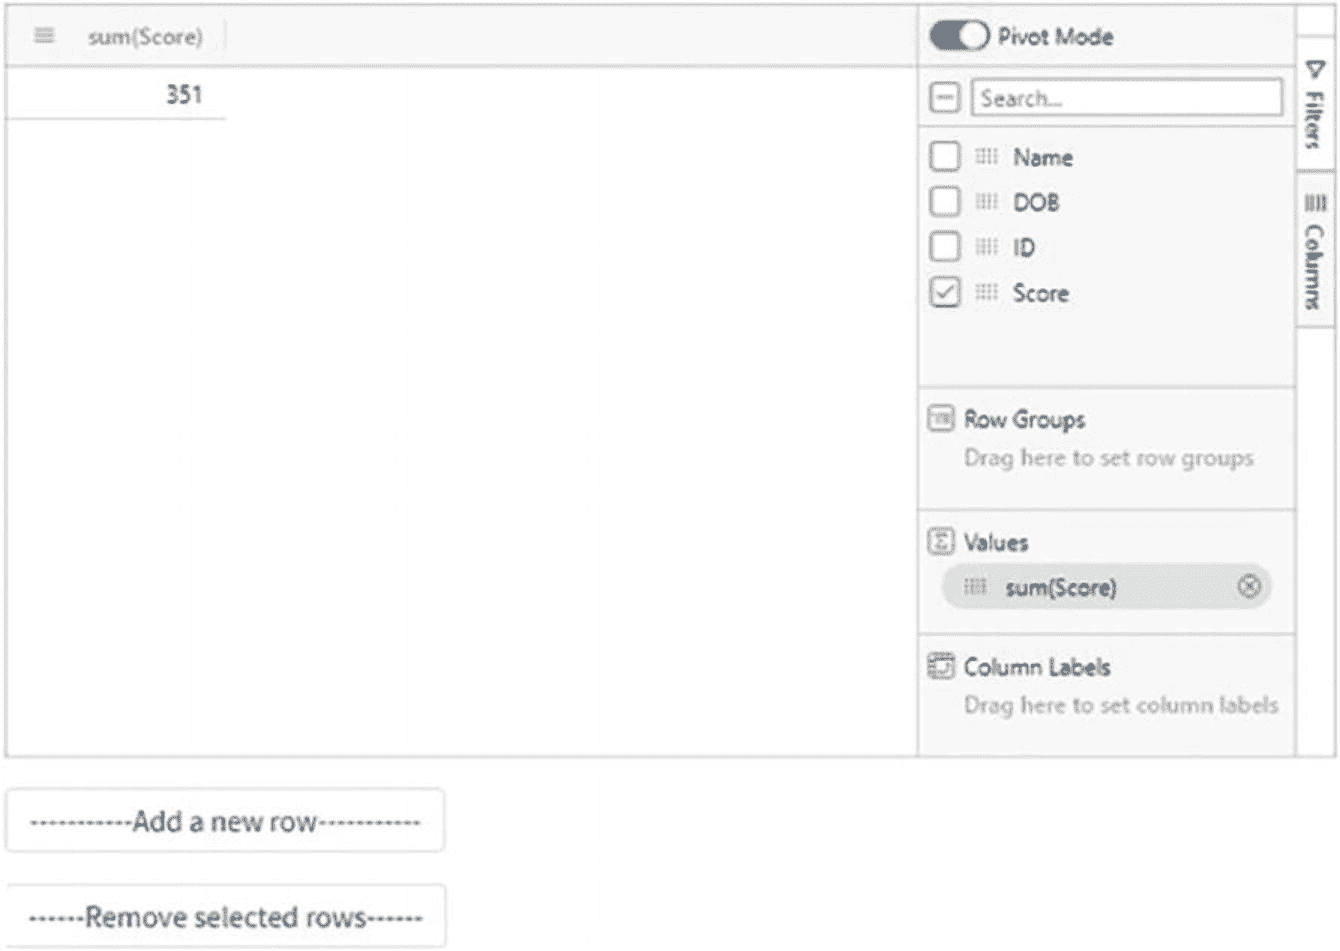 sum(Score)
351
Pivot Mode
Search...
Name
DOB
ID
Score
Row Groups
Drag here to set row groups
Values
sum(Score)
Column Labels
Drag here to set column labels
Filters
Columns
-----------Add a new row-----------
------Remove selected rows------